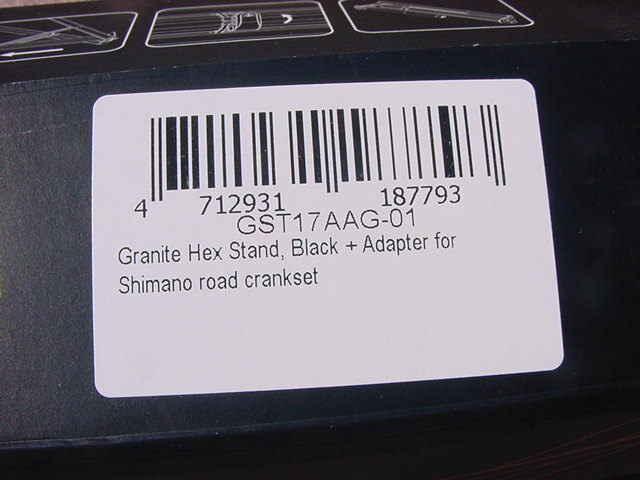 4 712931 187793
GST17AAG-01
Granite Hex Stand, Black + Adapter for
Shimano road crankset